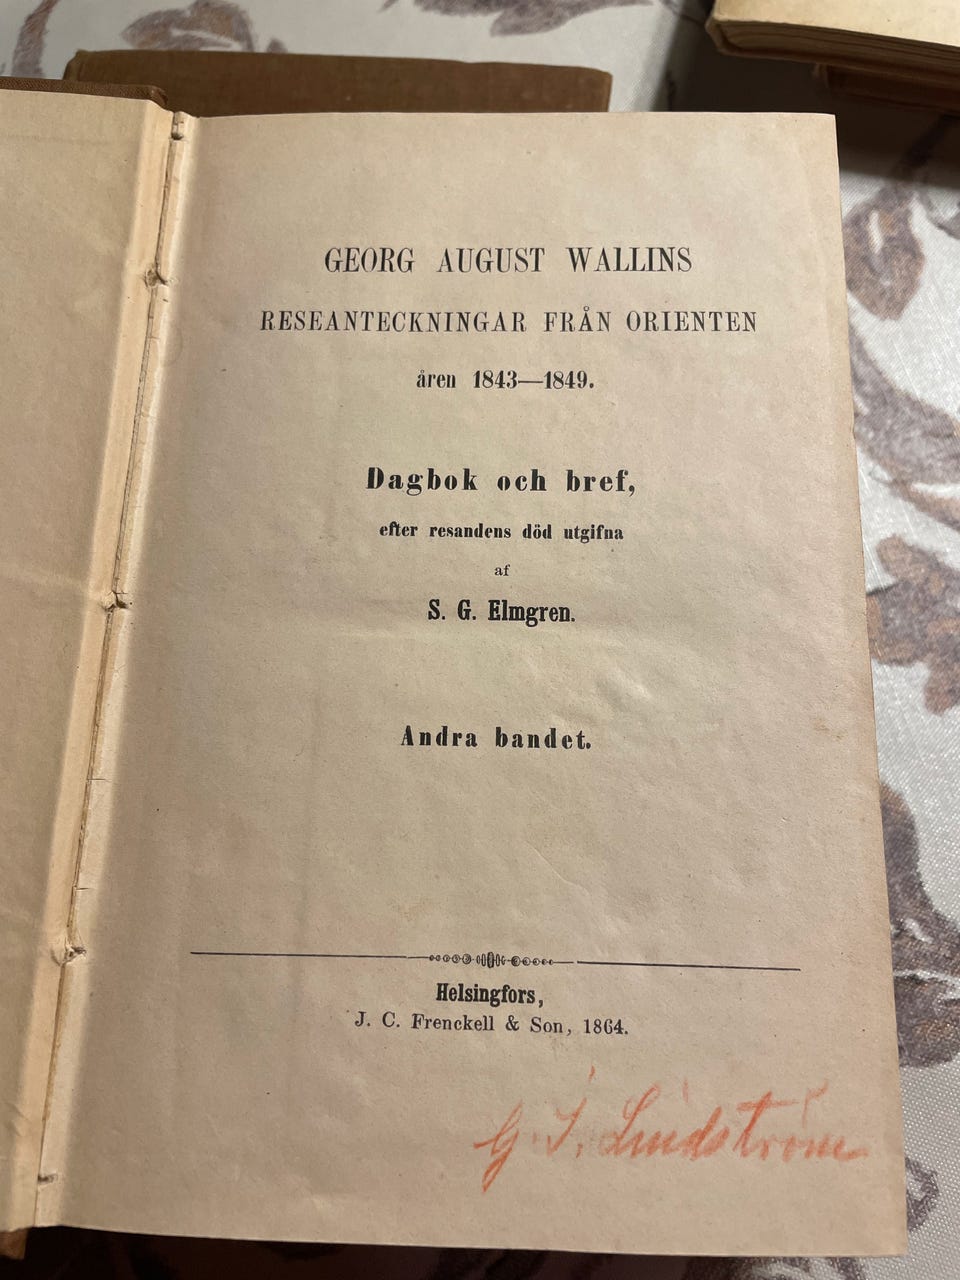 GEORG AUGUST WALLINS
RESEANTECKNINGAR FRÅN ORIENTEN
åren 1843—1849.
Dagbok och bref,
efter resandens död utgifna
af
S. G. Elmgren.
Andra bandet.
Helsingfors,
J. C. Frenckell & Son, 1864.
G. I. Lindström